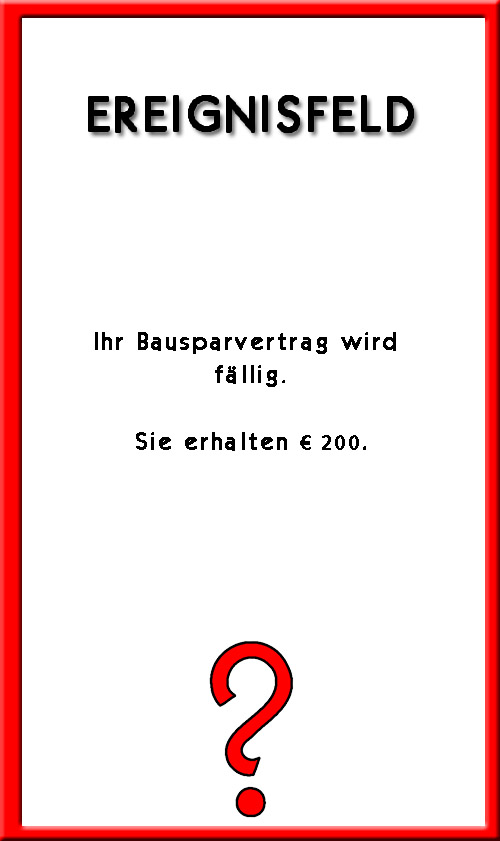 EREIGNISFELD
Ihr Bausparvertrag wird
fällig.
Sie erhalten € 200.
?